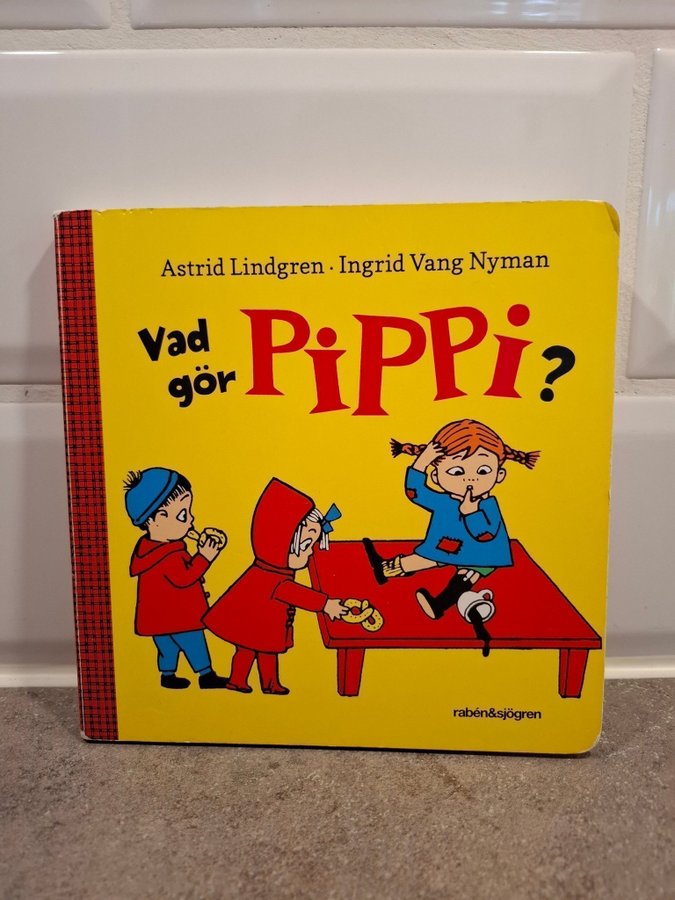 Astrid Lindgren · Ingrid Vang Nyman
Vad
gör PiPPi?
rabén&sjögren